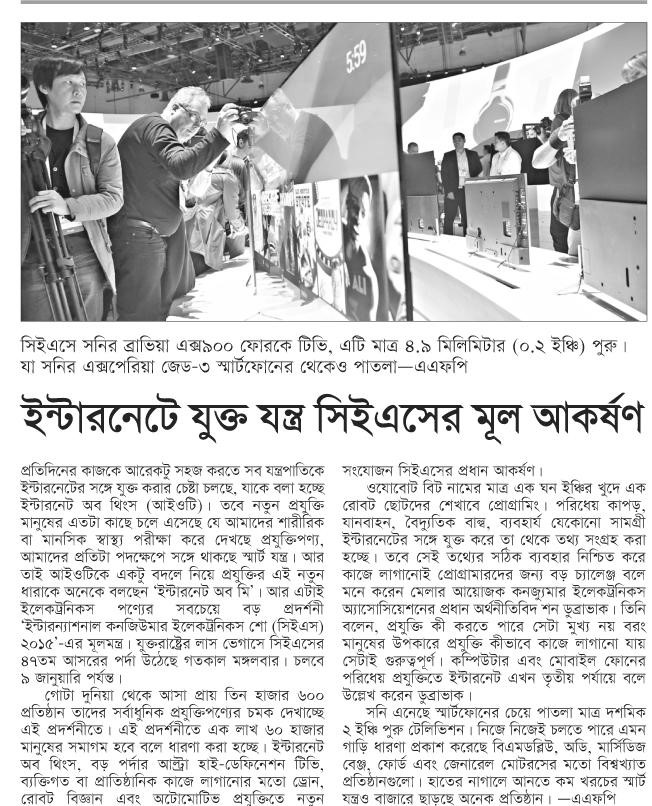 5:59
সিইএসে সনির ব্রাভিয়া এক্স৯০০ ফোরকে টিভি, এটি মাত্র ৪.৯ মিলিমিটার (০.২ ইঞ্চি) পুরু।
যা সনির এক্সপেরিয়া জেড-৩ স্মার্টফোনের থেকেও পাতলা—এএফপি
ইন্টারনেটে যুক্ত যন্ত্র সিইএসের মূল আকর্ষণ
প্রতিদিনের কাজকে আরেকটু সহজ করতে সব যন্ত্রপাতিকে
ইন্টারনেটের সঙ্গে যুক্ত করার চেষ্টা চলছে, যাকে বলা হচ্ছে
ইন্টারনেট অব থিংস (আইওটি)। তবে নতুন প্রযুক্তি
মানুষের এতটা কাছে চলে এসেছে যে আমাদের শারীরিক
বা মানসিক স্বাস্থ্য পরীক্ষা করে দেখছে প্রযুক্তিপণ্য,
আমাদের প্রতিটা পদক্ষেপে সঙ্গে থাকছে স্মার্ট যন্ত্র। আর
তাই আইওটিকে একটু বদলে নিয়ে প্রযুক্তির এই নতুন
ধারাকে অনেকে বলছেন ‘ইন্টারনেট অব মি’। আর এটাই
ইলেকট্রনিকস পণ্যের সবচেয়ে বড় প্রদর্শনী
‘ইন্টারন্যাশনাল কনজিউমার ইলেকট্রনিকস শো (সিইএস)
২০১৫’-এর মূলমন্ত্র। যুক্তরাষ্ট্রের লাস ভেগাসে সিইএসের
৪৭তম আসরের পর্দা উঠেছে গতকাল মঙ্গলবার। চলবে
৯ জানুয়ারি পর্যন্ত।
গোটা দুনিয়া থেকে আসা প্রায় তিন হাজার ৬০০
প্রতিষ্ঠান তাদের সর্বাধুনিক প্রযুক্তিপণ্যের চমক দেখাচ্ছে
এই প্রদর্শনীতে। এই প্রদর্শনীতে এক লাখ ৬০ হাজার
মানুষের সমাগম হবে বলে ধারণা করা হচ্ছে। ইন্টারনেট
অব থিংস, বড় পর্দার আল্ট্রা হাই-ডেফিনেশন টিভি,
ব্যক্তিগত বা প্রাতিষ্ঠানিক কাজে লাগানোর মতো ড্রোন,
রোবট বিজ্ঞান এবং অটোমোটিভ প্রযুক্তিতে নতুন
সংযোজন সিইএসের প্রধান আকর্ষণ।
ওযোবোট বিট নামের মাত্র এক ঘন ইঞ্চির খুদে এক
রোবট ছোটদের শেখাবে প্রোগ্রামিং। পরিধেয় কাপড়,
যানবাহন, বৈদ্যুতিক বাল্ব, ব্যবহার্য যেকোনো সামগ্রী
ইন্টারনেটের সঙ্গে যুক্ত করে তা থেকে তথ্য সংগ্রহ করা
হচ্ছে। তবে সেই তথ্যের সঠিক ব্যবহার নিশ্চিত করে
কাজে লাগানোই প্রোগ্রামারদের জন্য বড় চ্যালেঞ্জ বলে
মনে করেন মেলার আয়োজক কনজ্যুমার ইলেকট্রনিকস
অ্যাসোসিয়েশনের প্রধান অর্থনীতিবিদ শন ডুব্রাভাক। তিনি
বলেন, প্রযুক্তি কী করতে পারে সেটা মুখ্য নয় বরং
মানুষের উপকারে প্রযুক্তি কীভাবে কাজে লাগানো যায়
সেটাই গুরুত্বপূর্ণ। কম্পিউটার এবং মোবাইল ফোনের
পরিধেয় প্রযুক্তিতে ইন্টারনেট এখন তৃতীয় পর্যায়ে বলে
উল্লেখ করেন ডুব্রাভাক।
সনি এনেছে স্মার্টফোনের চেয়ে পাতলা মাত্র দশমিক
২ ইঞ্চি পুরু টেলিভিশন। নিজে নিজেই চলতে পারে এমন
গাড়ি ধারণা প্রকাশ করেছে বিএমডব্লিউ, অডি, মার্সিডিজ
বেঞ্জ, ফোর্ড এবং জেনারেল মোটরসের মতো বিশ্বখ্যাত
প্রতিষ্ঠানগুলো। হাতের নাগালে আনতে কম খরচের স্মার্ট
যন্ত্রও বাজারে ছাড়ছে অনেক প্রতিষ্ঠান। —এএফপি